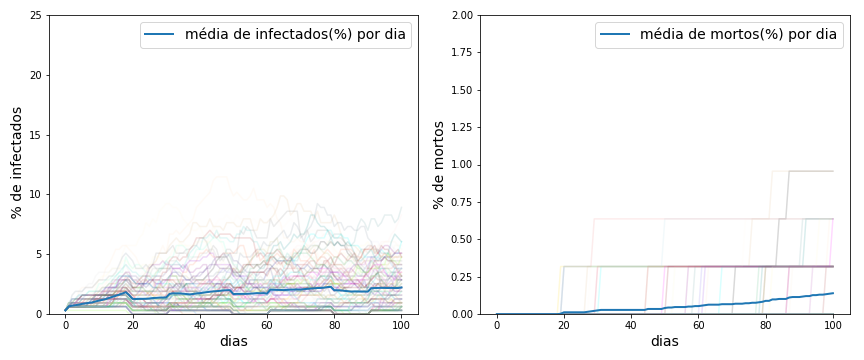 média de infectados(%) por dia
% de infectados
25
20
15
10
5
0
0 20 40 60 80 100
dias
média de mortos(%) por dia
% de mortos
2.00
1.75
1.50
1.25
1.00
0.75
0.50
0.25
0.00
0 20 40 60 80 100
dias